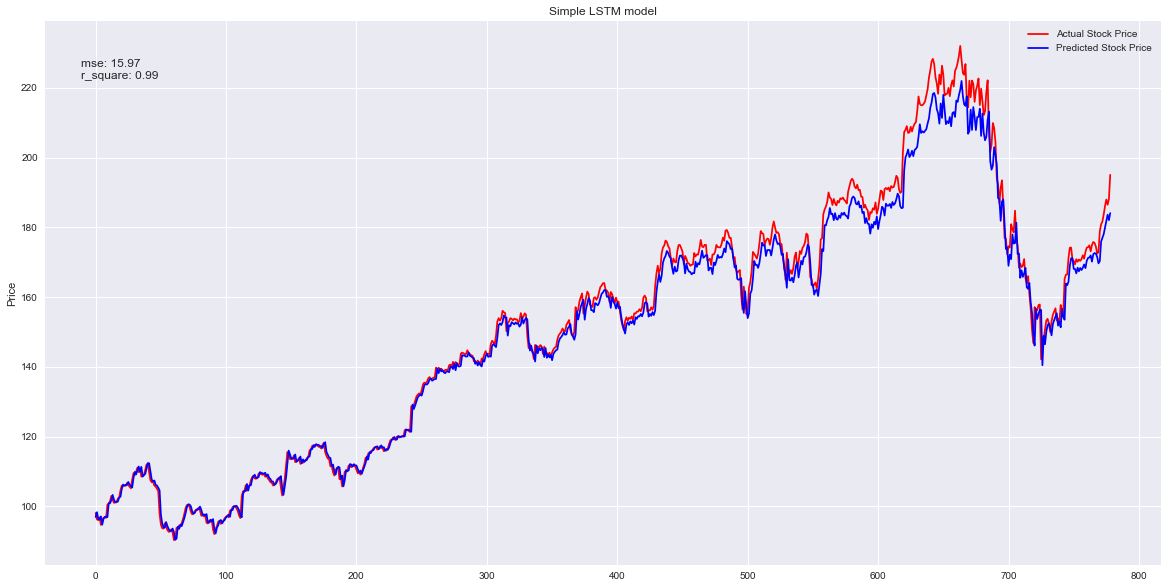 Simple LSTM model
mse: 15.97
r_square: 0.99
Actual Stock Price
Predicted Stock Price
Price
220
200
180
160
140
120
100
0 100 200 300 400 500 600 700 800